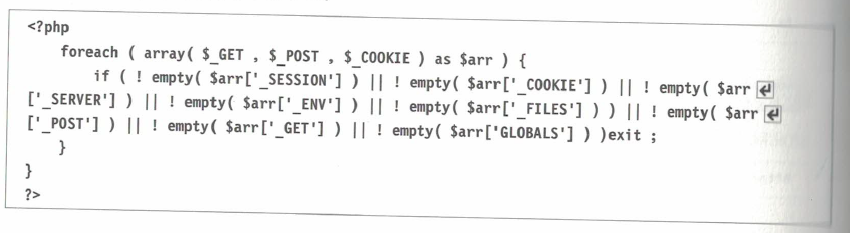 <?php
foreach ( array( $_GET , $_POST , $_COOKIE ) as $arr ) {
if ( ! empty( $arr['_SESSION'] ) || ! empty( $arr['_COOKIE'] ) || ! empty( $arr ↵
['_SERVER'] ) || ! empty( $arr['_ENV'] ) || ! empty( $arr['_FILES'] ) ) || ! empty( $arr ↵
['_POST'] ) || ! empty( $arr['_GET'] ) || ! empty( $arr['GLOBALS'] ) )exit ;
}
}
?>